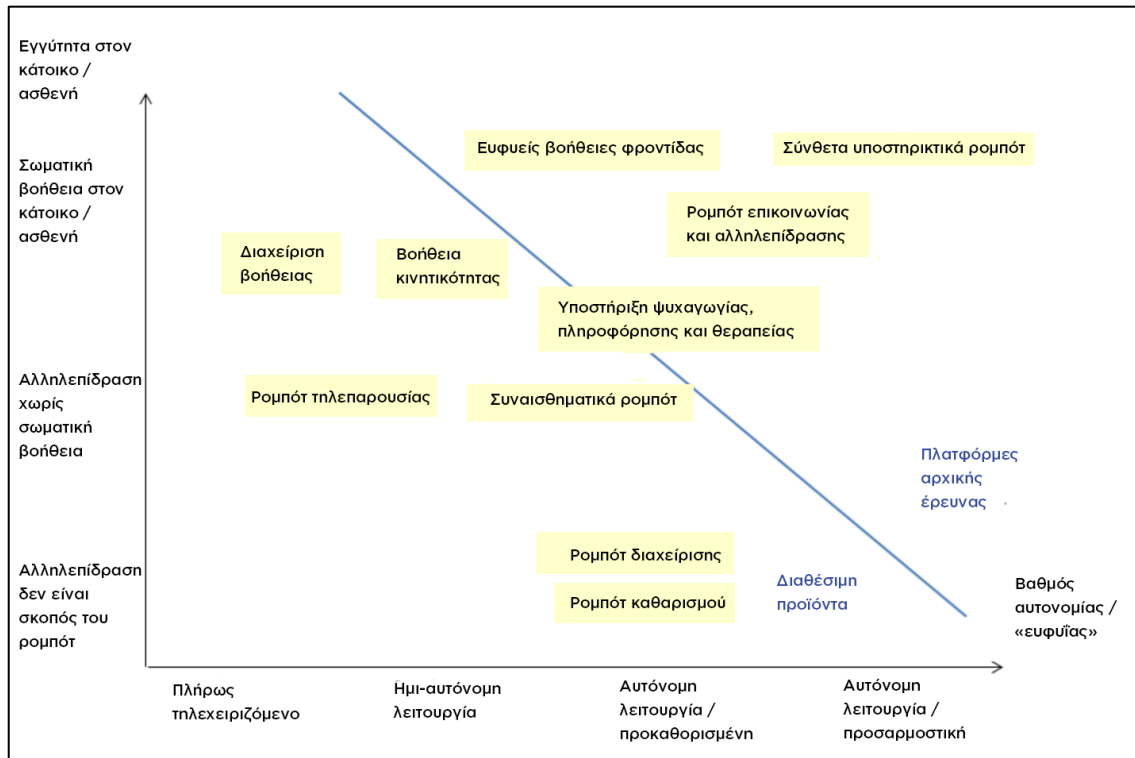 Εγγύτητα στον
κάτοικο /
ασθενή
Σωματική
βοήθεια στον
κάτοικο /
ασθενή
Αλληλεπίδραση
χωρίς
σωματική
βοήθεια
Αλληλεπίδραση
δεν είναι
σκοπός του
ρομπότ
Ευφυείς βοήθειες φροντίδας
Σύνθετα υποστηρικτικά ρομπότ
Ρομπότ επικοινωνίας
και αλληλεπίδρασης
Διαχείριση
βοήθειας
Βοήθεια
κινητικότητας
Υποστήριξη ψυχαγωγίας,
πληροφόρησης και θεραπείας
Ρομπότ τηλεπαρουσίας
Συναισθηματικά ρομπότ
Πλατφόρμες
αρχικής
έρευνας
Ρομπότ διαχείρισης
Ρομπότ καθαρισμού
Διαθέσιμη
προϊόντα
Βαθμός
αυτονομίας /
«ευφυΐας»
Πλήρως
τηλεχειριζόμενο
Ημι-αυτόνομη
λειτουργία
Αυτόνομη
λειτουργία /
προκαθορισμένη
Αυτόνομη
λειτουργία /
προσαρμοστική